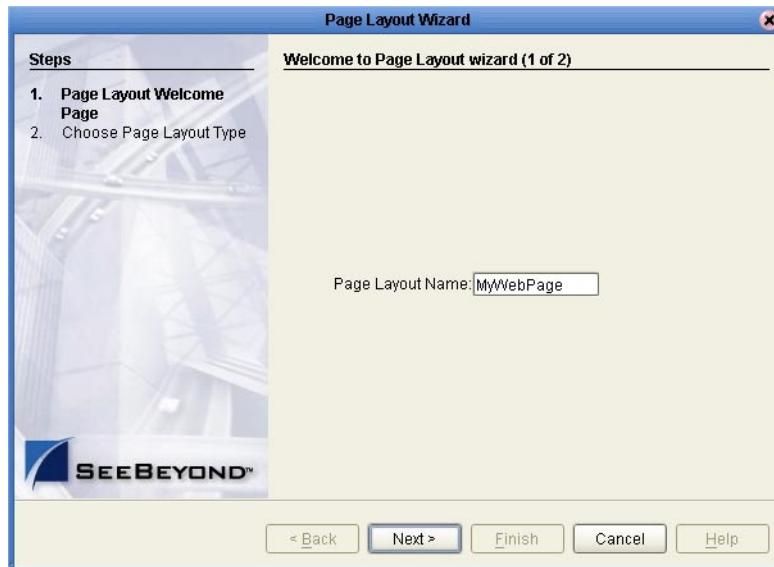 Page Layout Wizard
Steps
1. Page Layout Welcome
Page
2. Choose Page Layout Type
Welcome to Page Layout wizard (1 of 2)
Page Layout Name: MyWebPage
SEEBEYOND™
< Back Next > Finish Cancel Help